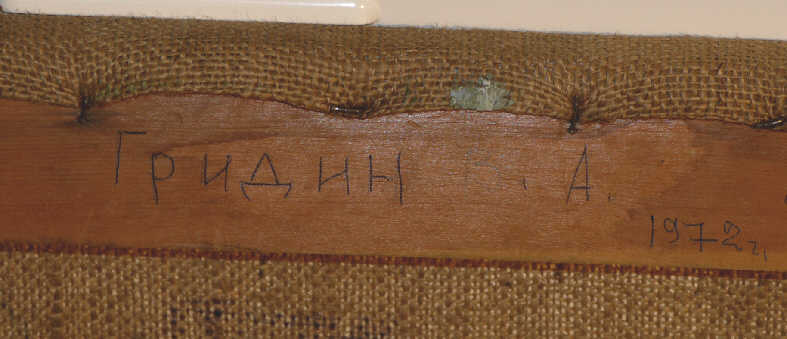 Гридин . А.
1972г.